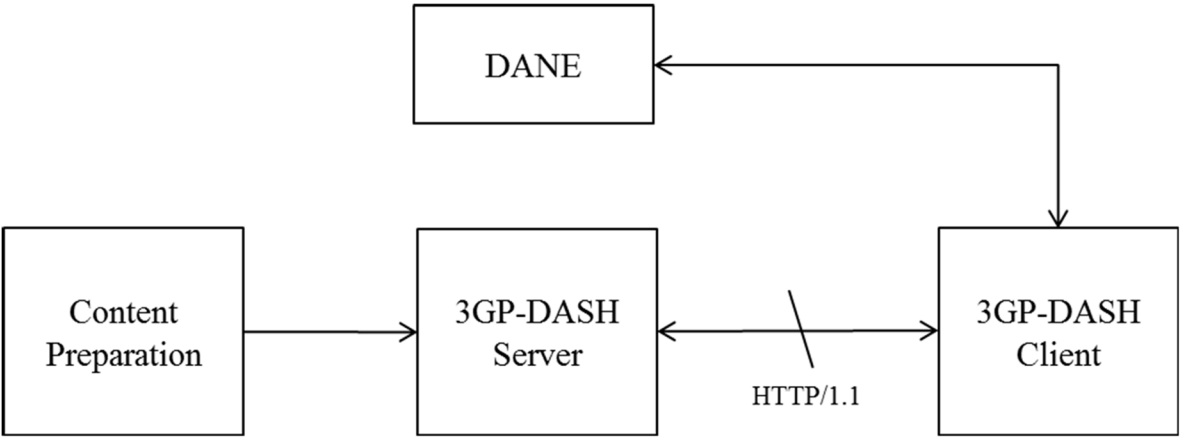 DANE
Content
Preparation
3GP-DASH
Server
HTTP/1.1
3GP-DASH
Client